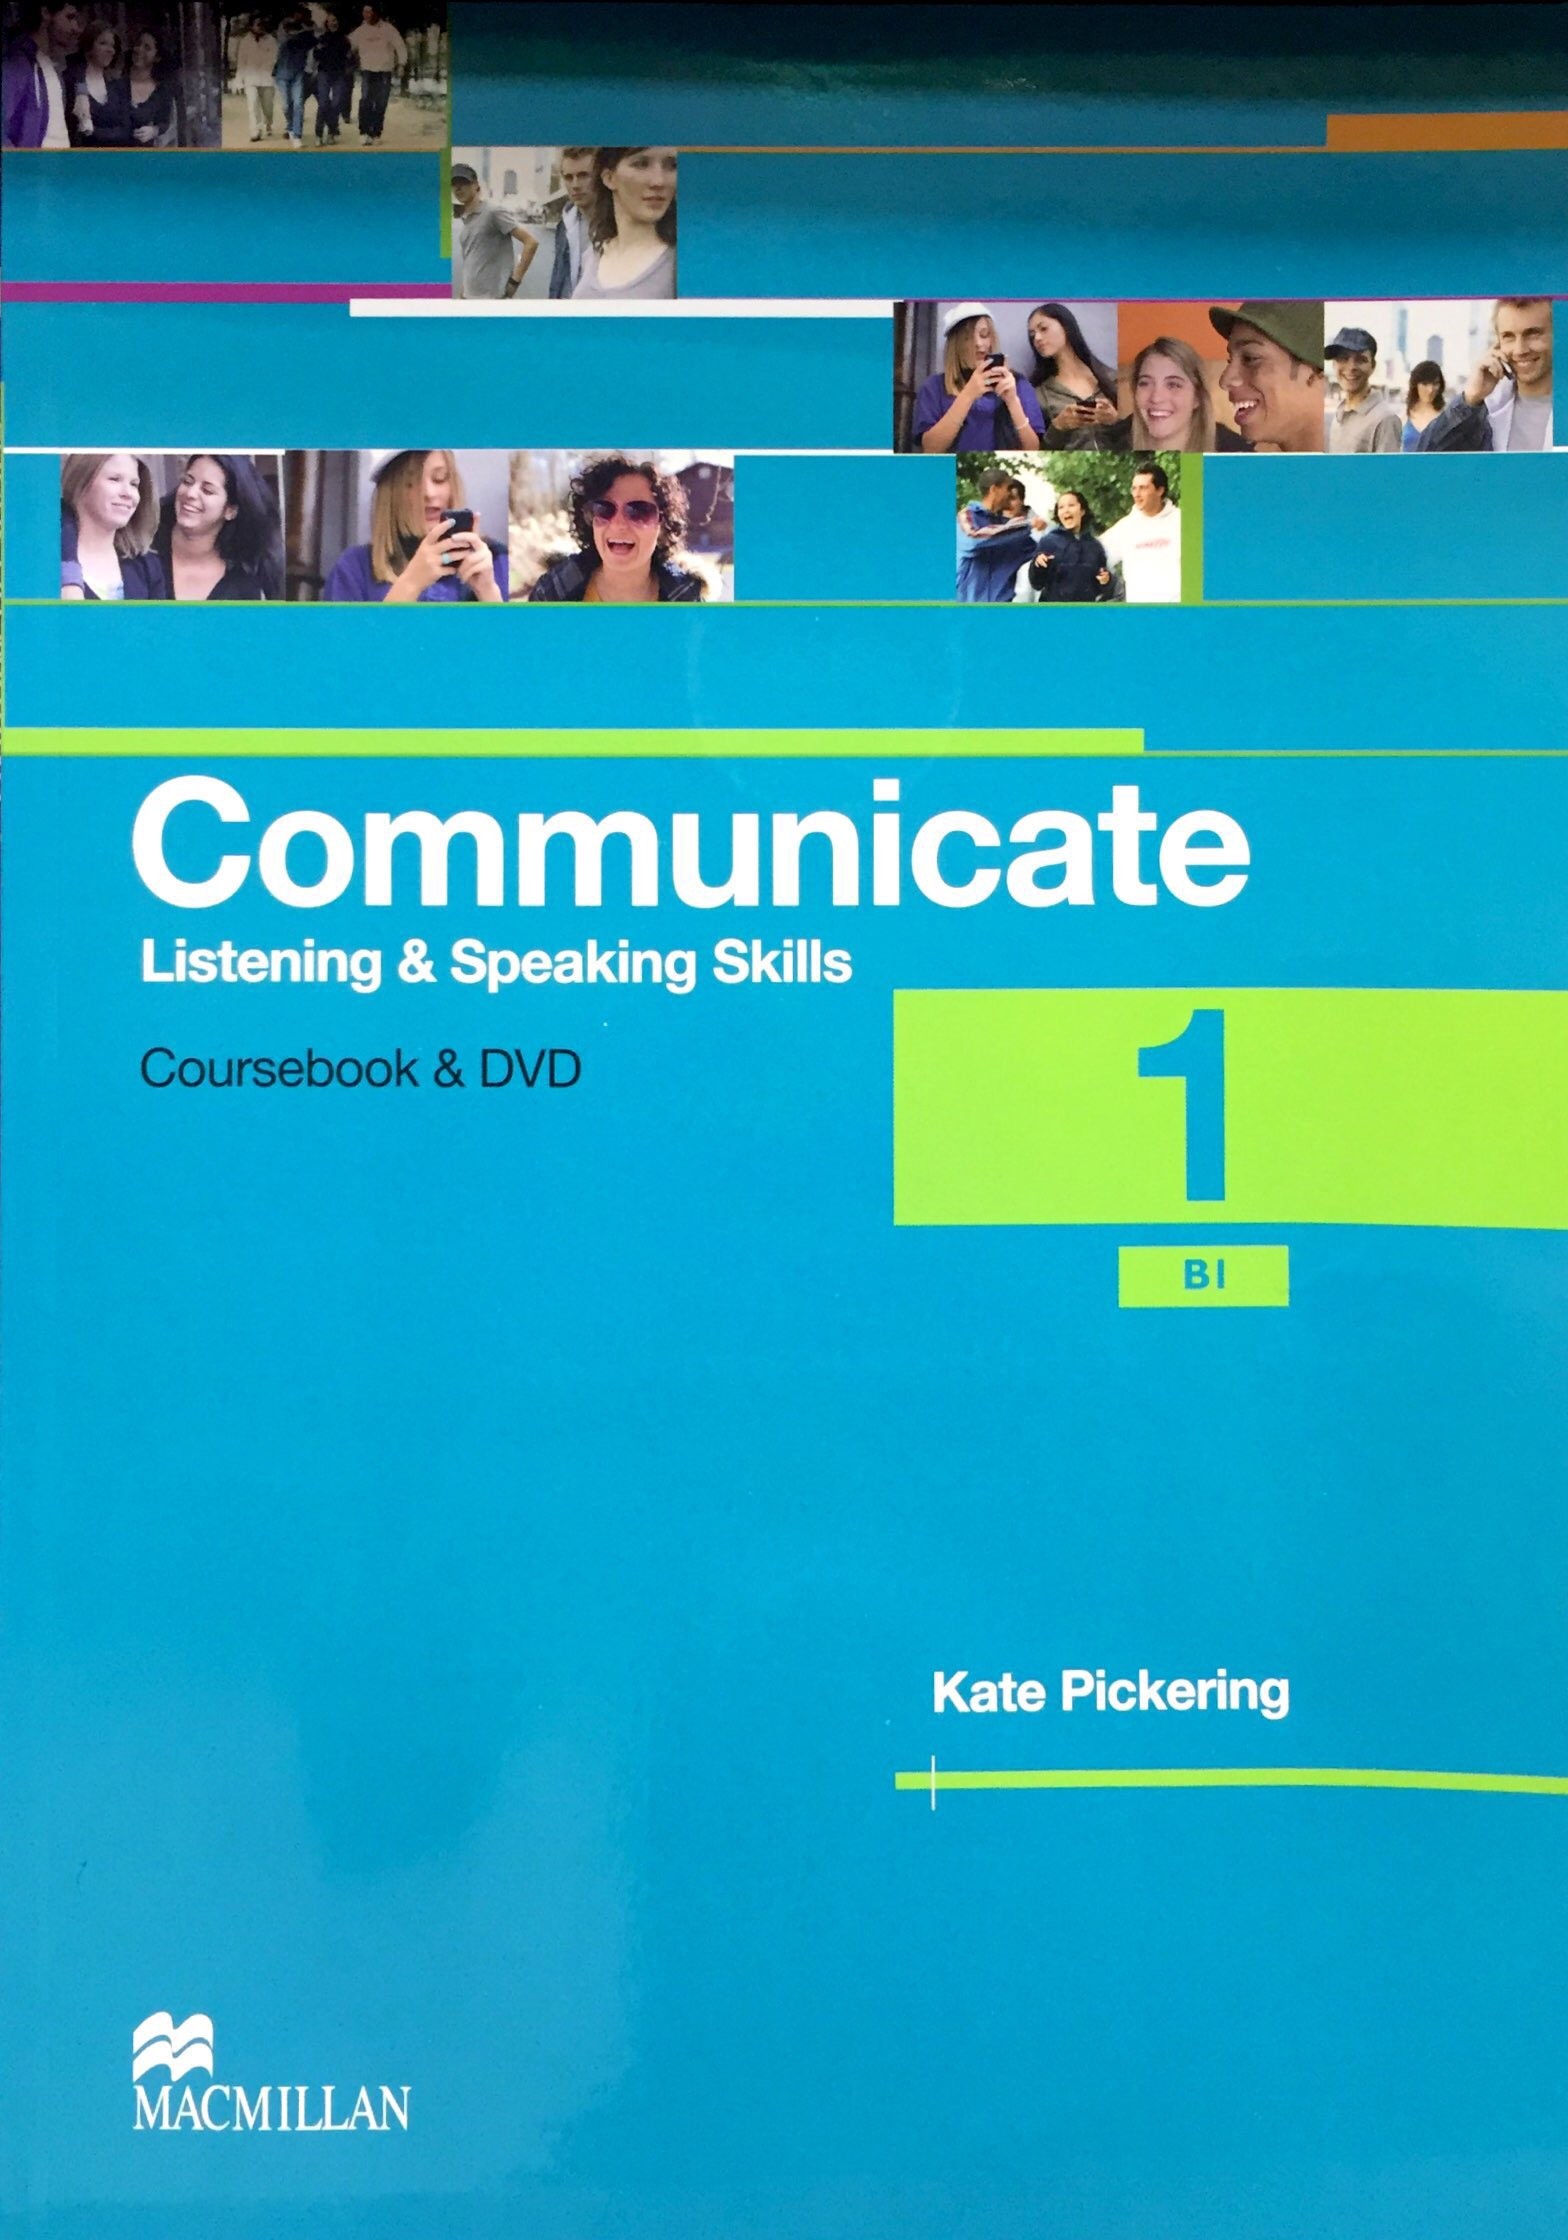 Communicate
Listening & Speaking Skills
Coursebook & DVD
1
B1
Kate Pickering
MACMILLAN